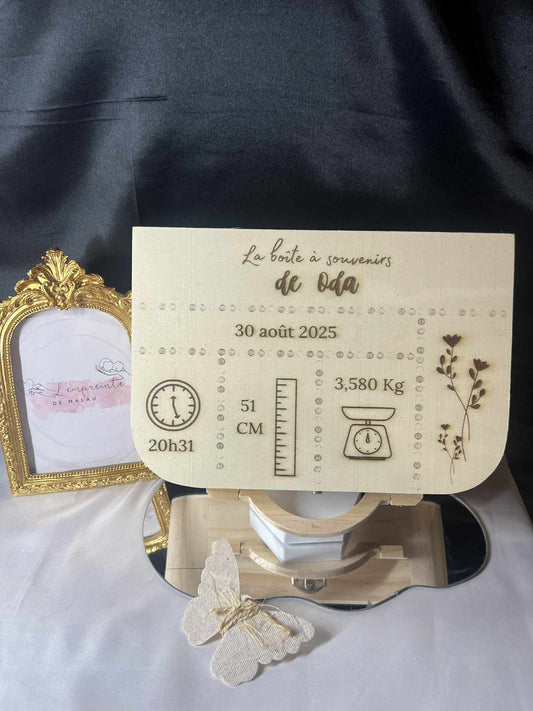 La boîte à souvenirs
de Oda
30 août 2025
20h31
51
CM
3,580 Kg
L'empreinte
DE MALAU